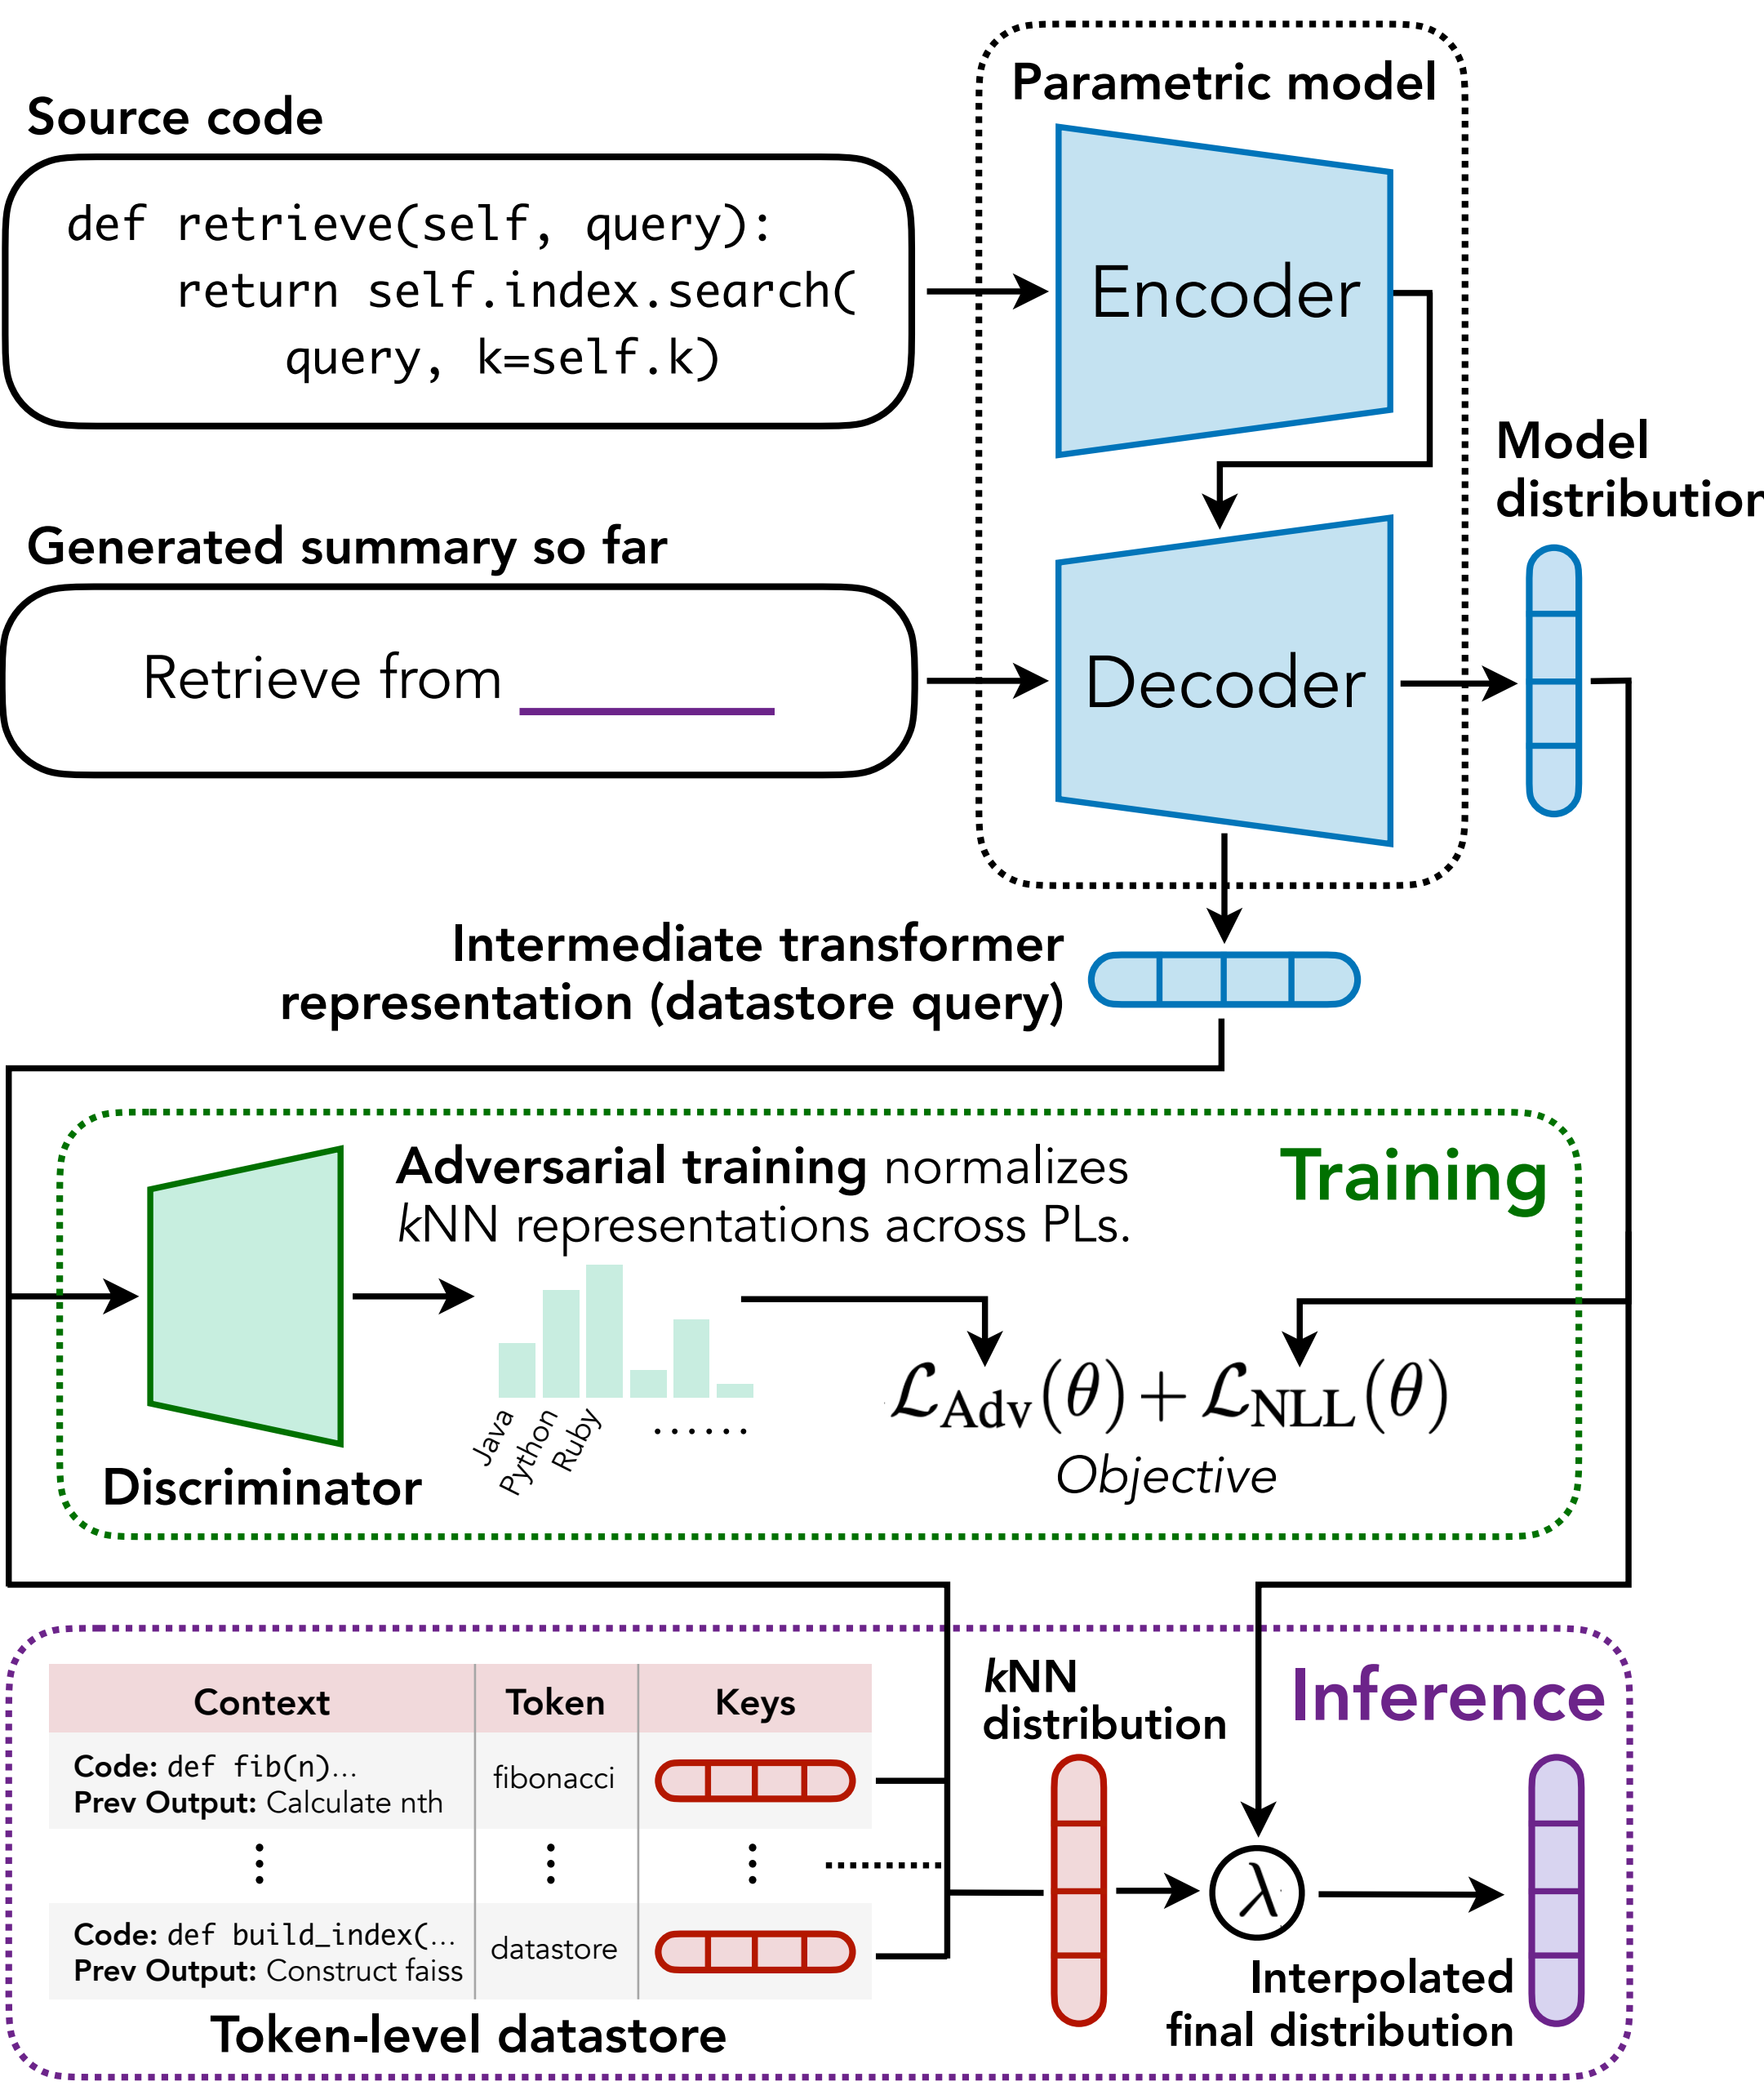 Parametric model
Source code
def retrieve(self, query):
return self.index.search(
query, k=self.k)
Encoder
Model
distribution
Generated summary so far
Retrieve from
Decoder
Intermediate transformer
representation (datastore query)
Training
Adversarial training normalizes
kNN representations across PLs.
Java
Python
Ruby
......
ℒAdv(θ) + ℒNLL(θ)
Objective
Discriminator
Inference
Context Token Keys
Code: def fib(n)...
Prev Output: Calculate nth
fibonacci
Code: def build_index(...
Prev Output: Construct faiss
datastore
Token-level datastore
kNN
distribution
λ
Interpolated
final distribution